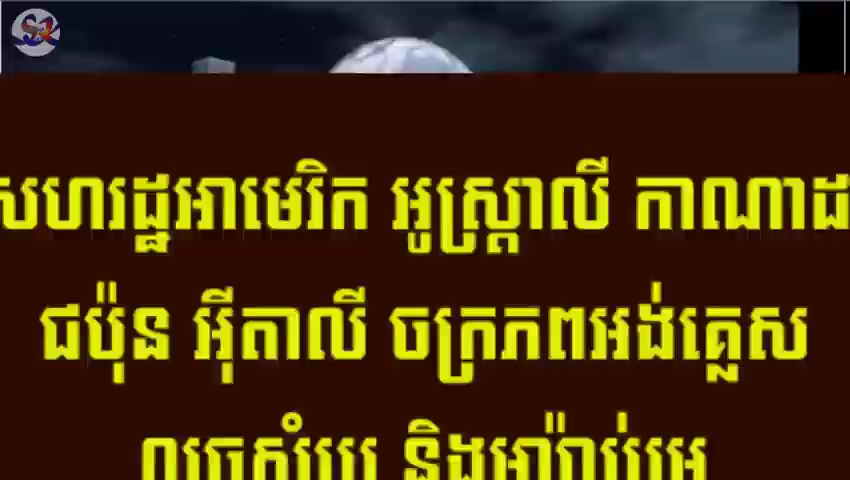 សហរដ្ឋអាមេរិក អូស្ត្រាលី កាណាដ
ជប៉ុន អ៊ីតាលី ចក្រភពអង់គ្លេស
និង